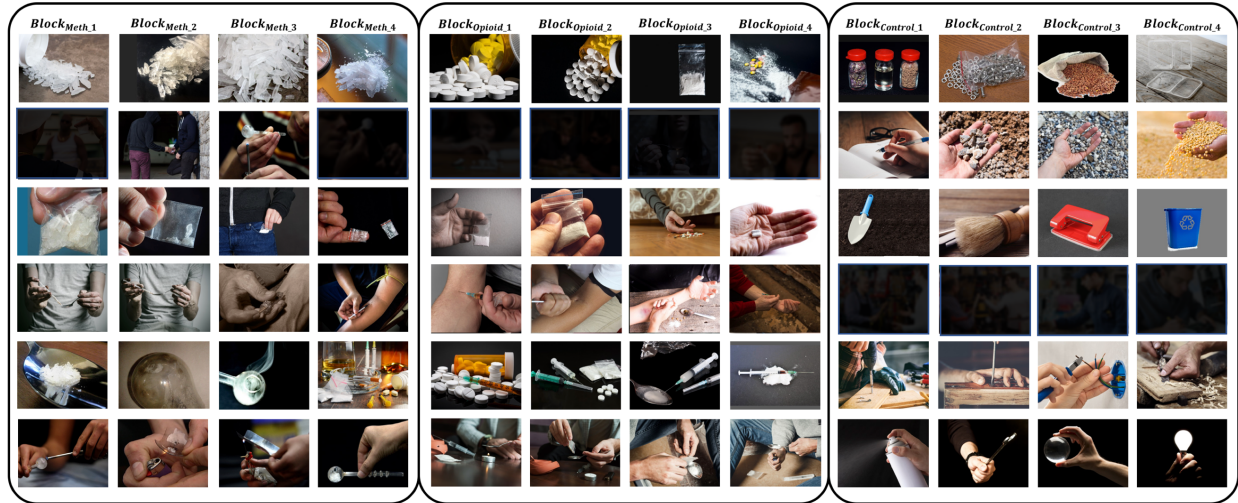 Block_Meth_1 Block_Meth_2 Block_Meth_3 Block_Meth_4
Block_Opioid_1 Block_Opioid_2 Block_Opioid_3 Block_Opioid_4
Block_Control_1 Block_Control_2 Block_Control_3 Block_Control_4